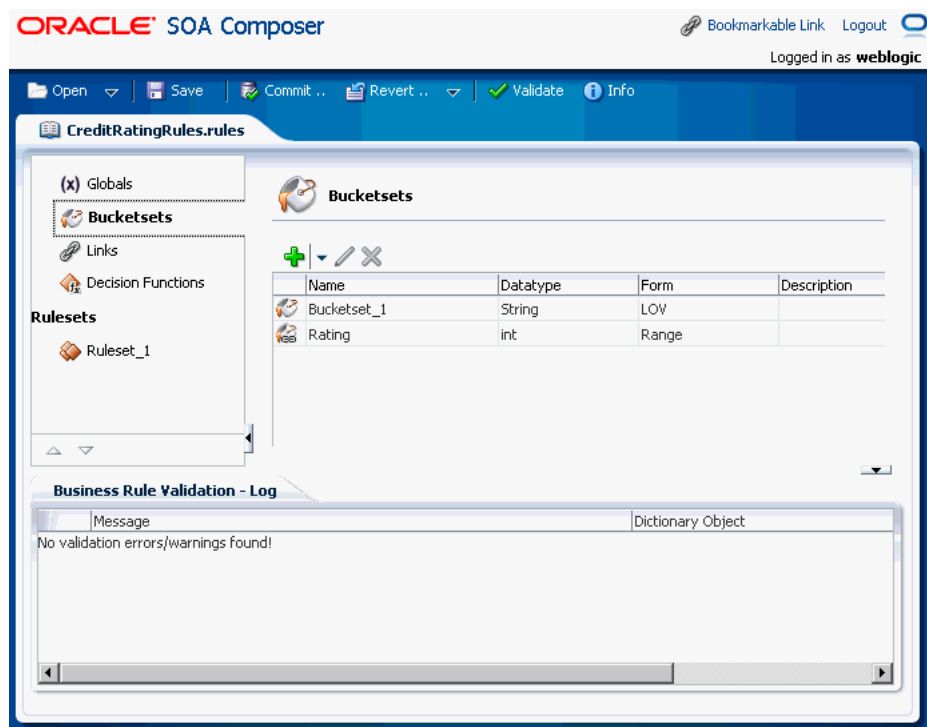 ORACLE SOA Composer
Bookmarkable Link Logout
Logged in as weblogic
Open Save Commit .. Revert .. Validate Info
CreditRatingRules.rules
(x) Globals
Bucketsets
Links
Decision Functions
Rulesets
Ruleset_1
Bucketsets
Name Datatype Form Description
Bucketset_1 String LOV
Rating int Range
Business Rule Validation - Log
Message Dictionary Object
No validation errors/warnings found!